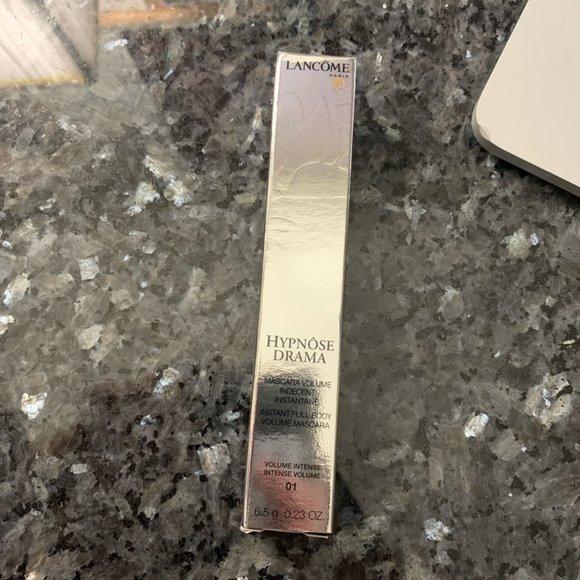 LANCÔME
PARIS
HYPNÔSE
DRAMA
MASCARA VOLUME
INDECENT
INSTANTANÉ
INSTANT FULL BODY
VOLUME MASCARA
VOLUME INTENSE
INTENSE VOLUME
01
6.5 g 0.23 OZ.